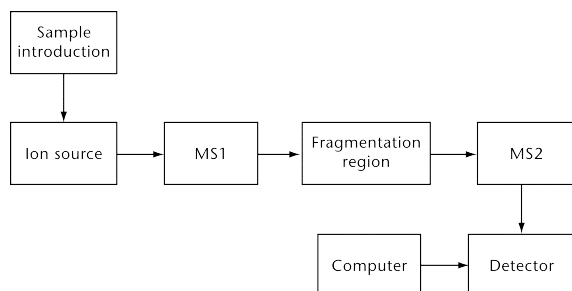 Sample
introduction
Ion source
MS1
Fragmentation
region
MS2
Computer
Detector